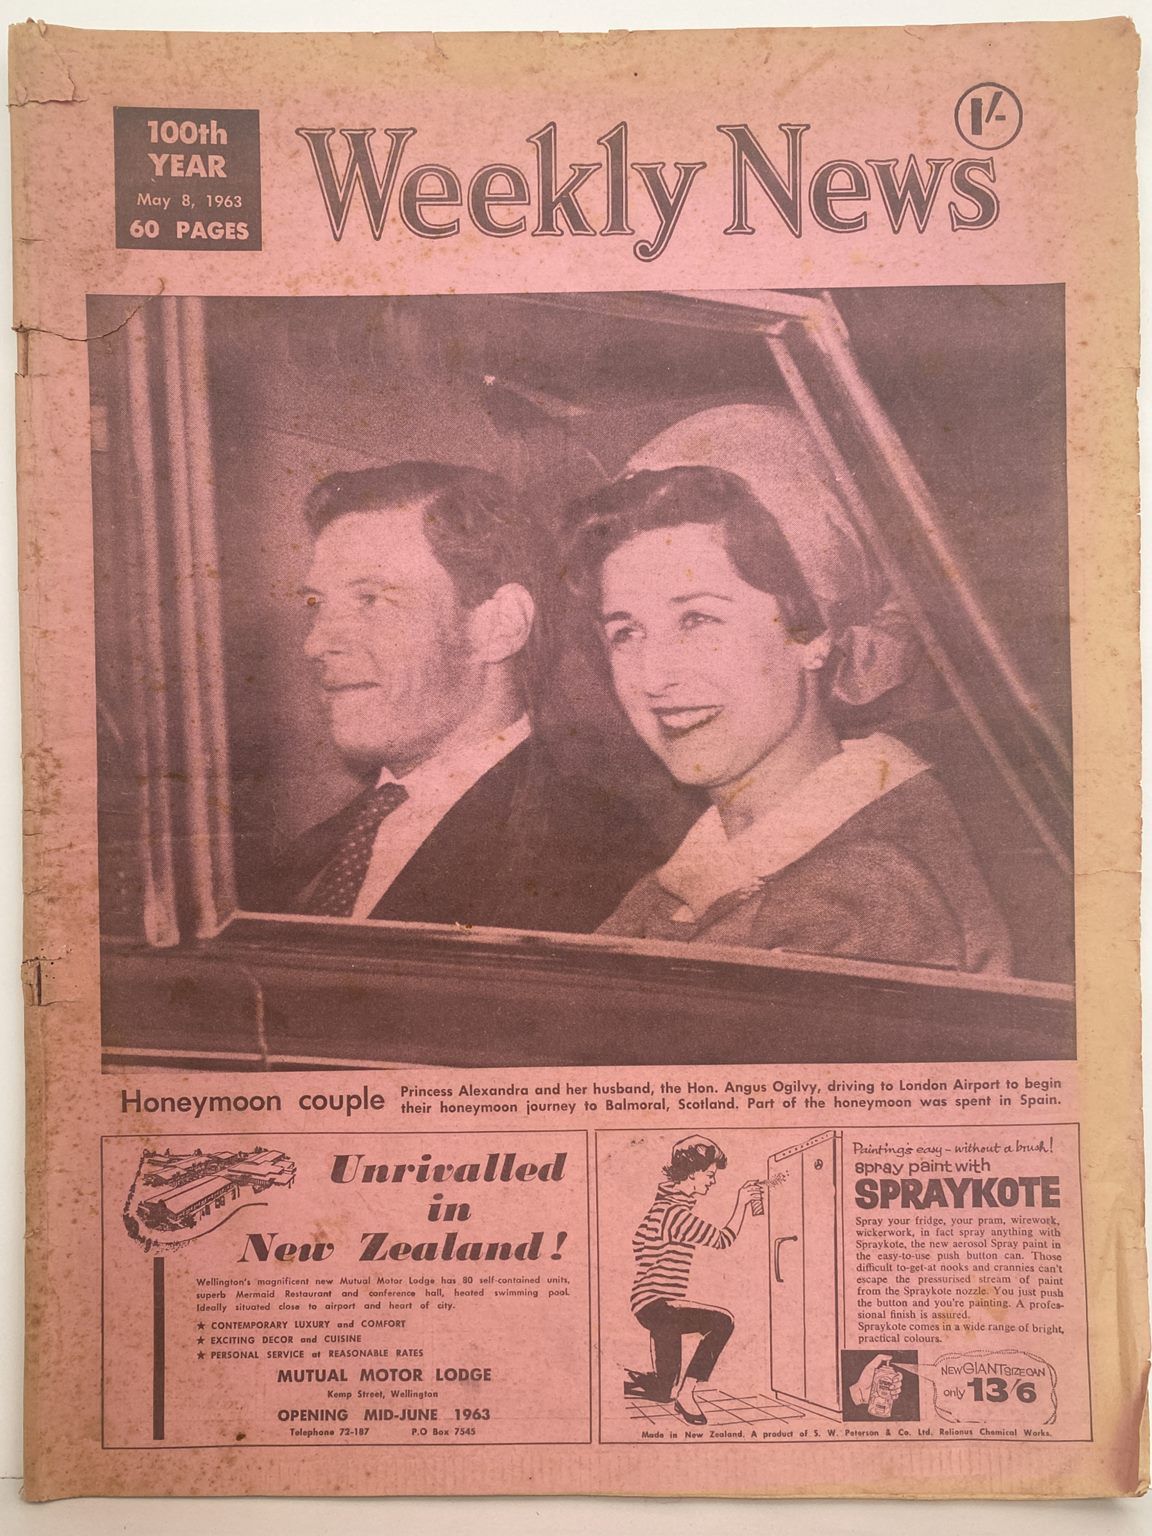 100th
YEAR
May 8, 1963
60 PAGES
Weekly News
1/-
Honeymoon couple
Princess Alexandra and her husband, the Hon. Angus Ogilvy, driving to London Airport to begin
their honeymoon journey to Balmoral, Scotland. Part of the honeymoon was spent in Spain.
Unrivalled
in
New Zealand!
Wellington's magnificent new Mutual Motor Lodge has 80 self-contained units,
superb Mermaid Restaurant and conference hall, heated swimming pool.
Ideally situated close to airport and heart of city.
★ CONTEMPORARY LUXURY and COMFORT
★ EXCITING DECOR and CUISINE
★ PERSONAL SERVICE at REASONABLE RATES
MUTUAL MOTOR LODGE
Kemp Street, Wellington
OPENING MID-JUNE 1963
Telephone 72-187 P.O Box 7545
Painting's easy - without a brush!
spray paint with
SPRAYKOTE
Spray your fridge, your pram, wirework,
wickerwork, in fact spray anything with
Spraykote, the new aerosol Spray paint in
the easy-to-use push button can. Those
difficult to-get-at nooks and crannies can't
escape the pressurised stream of paint
from the Spraykote nozzle. You just push
the button and you're painting. A profes-
sional finish is assured.
Spraykote comes in a wide range of bright,
practical colours.
NEW GIANT SIZE CAN
only 13/6
Made in New Zealand. A product of S. W. Peterson & Co. Ltd. Relionus Chemical Works.